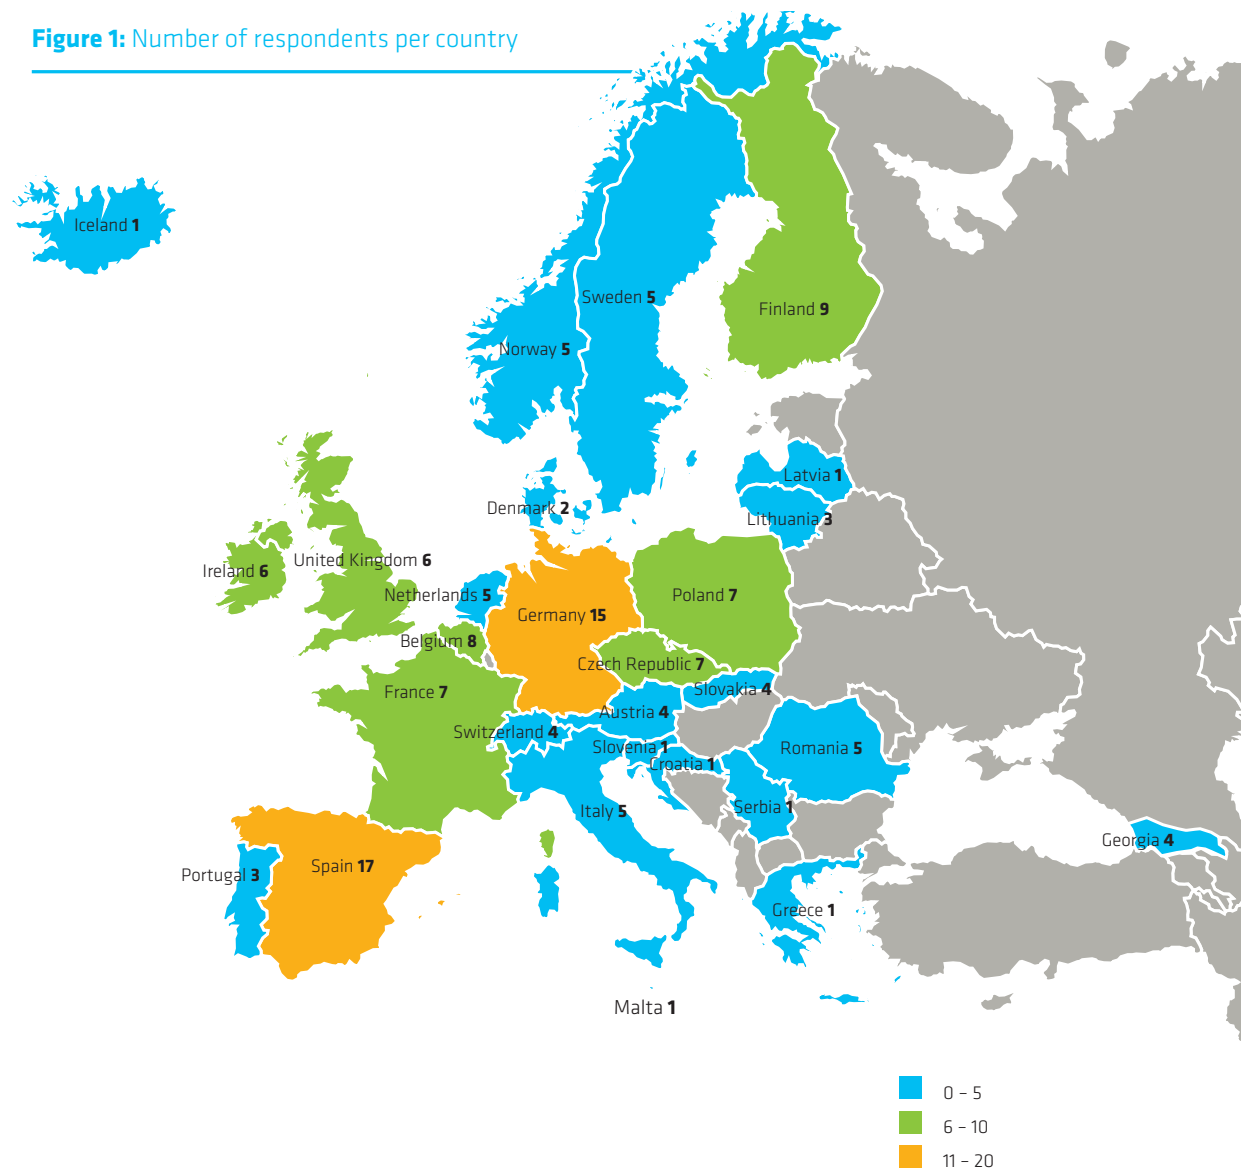 Figure 1: Number of respondents per country
Iceland 1
Sweden 5
Finland 9
Norway 5
Latvia 1
Denmark 2
Lithuania 3
United Kingdom 6
Ireland 6
Netherlands 5
Poland 7
Germany 15
Belgium 8
Czech Republic 7
France 7
Slovakia 4
Austria 4
Switzerland 4
Slovenia 1
Romania 5
Croatia 1
Serbia 1
Italy 5
Georgia 4
Spain 17
Portugal 3
Greece 1
Malta 1
0 – 5
6 – 10
11 – 20